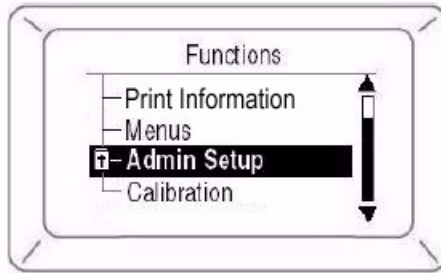 Functions
Print Information
Menus
Admin Setup
Calibration